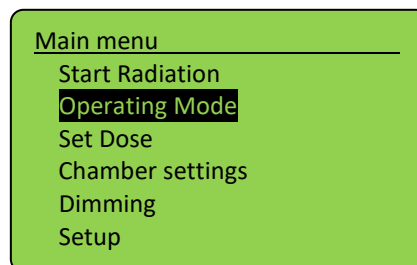 Main menu
Start Radiation
Operating Mode
Set Dose
Chamber settings
Dimming
Setup